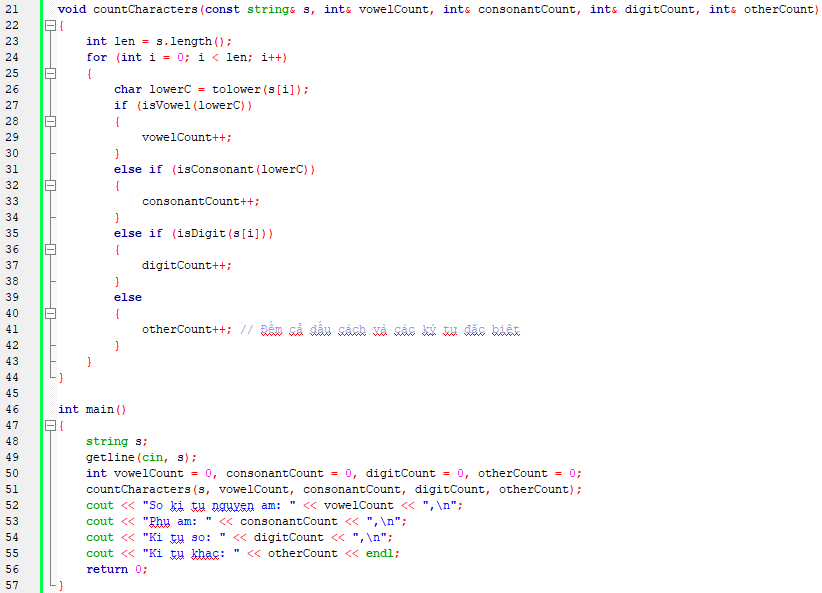 21 void countCharacters(const string& s, int& vowelCount, int& consonantCount, int& digitCount, int& otherCount)
22 {
23     int len = s.length();
24     for (int i = 0; i < len; i++)
25     {
26         char lowerC = tolower(s[i]);
27         if (isVowel(lowerC))
28         {
29             vowelCount++;
30         }
31         else if (isConsonant(lowerC))
32         {
33             consonantCount++;
34         }
35         else if (isDigit(s[i]))
36         {
37             digitCount++;
38         }
39         else
40         {
41             otherCount++; // Đếm cả dấu cách và các ký tự đặc biệt
42         }
43     }
44 }
45
46 int main()
47 {
48     string s;
49     getline(cin, s);
50     int vowelCount = 0, consonantCount = 0, digitCount = 0, otherCount = 0;
51     countCharacters(s, vowelCount, consonantCount, digitCount, otherCount);
52     cout << "So ki tu nguyen am: " << vowelCount << ",\n";
53     cout << "Phu am: " << consonantCount << ",\n";
54     cout << "Ki tu so: " << digitCount << ",\n";
55     cout << "Ki tu khac: " << otherCount << endl;
56     return 0;
57 }